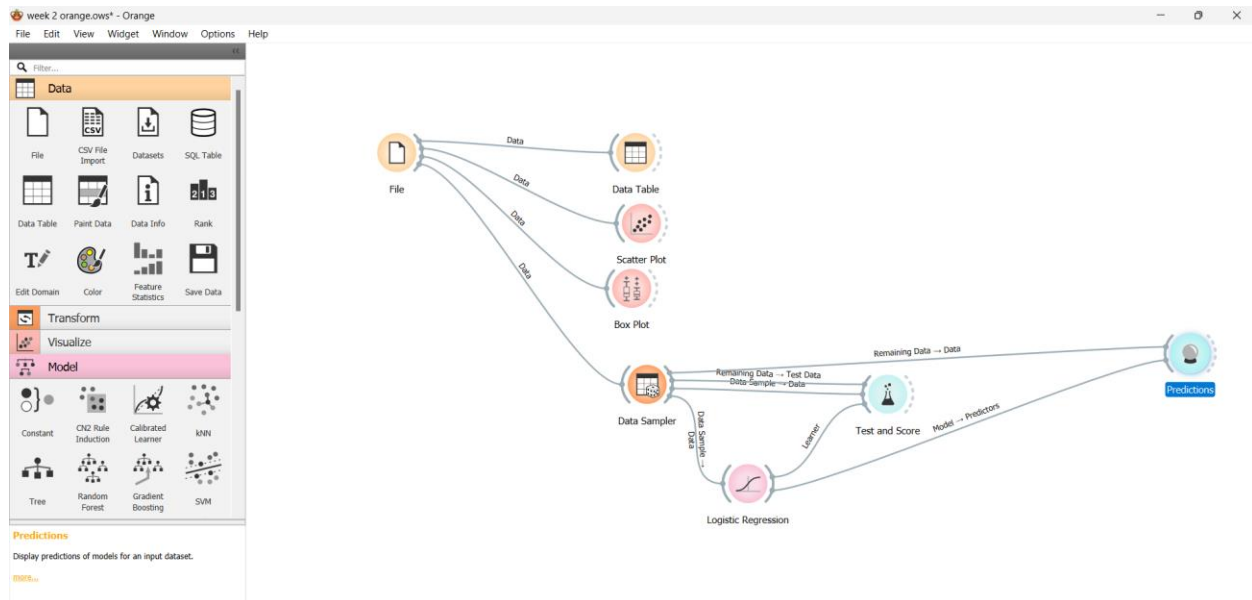 week 2 orange.ows* - Orange
File Edit View Widget Window Options Help
Filter...
Data
File
CSV File Import
Datasets
SQL Table
Data Table
Paint Data
Data Info
Rank
Edit Domain
Color
Feature Statistics
Save Data
Transform
Visualize
Model
Constant
CN2 Rule Induction
Calibrated Learner
kNN
Tree
Random Forest
Gradient Boosting
SVM
Predictions
Display predictions of models for an input dataset.
more...
File
Data
Data
Data
Data
Data Table
Scatter Plot
Box Plot
Data Sampler
Remaining Data → Data
Remaining Data → Test Data
Data Sample → Data
Data Sample → Data
Learner
Test and Score
Model → Predictors
Predictions
Logistic Regression